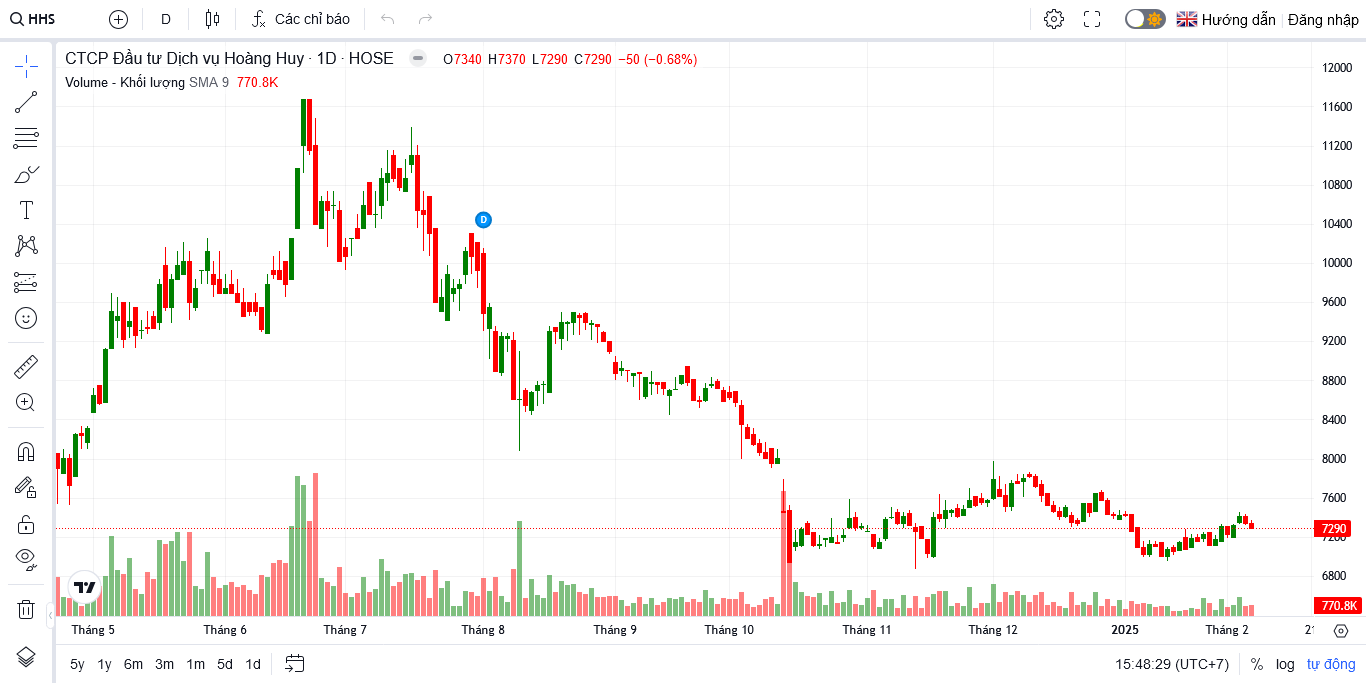 HHS D Các chỉ báo Hướng dẫn Đăng nhập
CTCP Đầu tư Dịch vụ Hoàng Huy · 1D · HOSE O7340 H7370 L7290 C7290 −50 (−0.68%)
Volume - Khối lượng SMA 9 770.8K
12000
11600
11200
10800
D
10400
10000
9600
9200
8800
8400
8000
7600
7290
7200
6800
770.8K
Tháng 5 Tháng 6 Tháng 7 Tháng 8 Tháng 9 Tháng 10 Tháng 11 Tháng 12 2025 Tháng 2 21
5y 1y 6m 3m 1m 5d 1d 15:48:29 (UTC+7) % log tự động